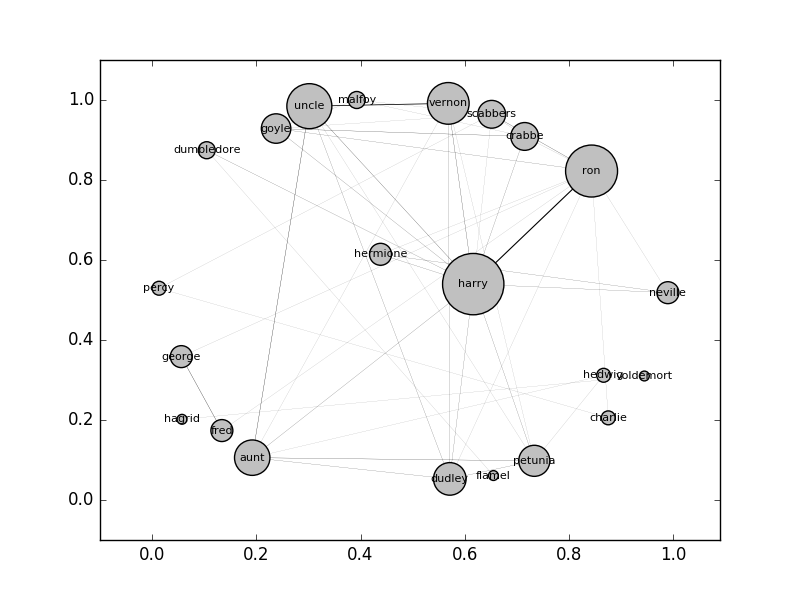 1.0
0.8
0.6
0.4
0.2
0.0
uncle
malfoy
vernon
scabbers
goyle
crabbe
dumbledore
ron
hermione
harry
percy
neville
george
hedwig
voldemort
hagrid
charlie
fred
aunt
petunia
dudley
flamel
0.0 0.2 0.4 0.6 0.8 1.0